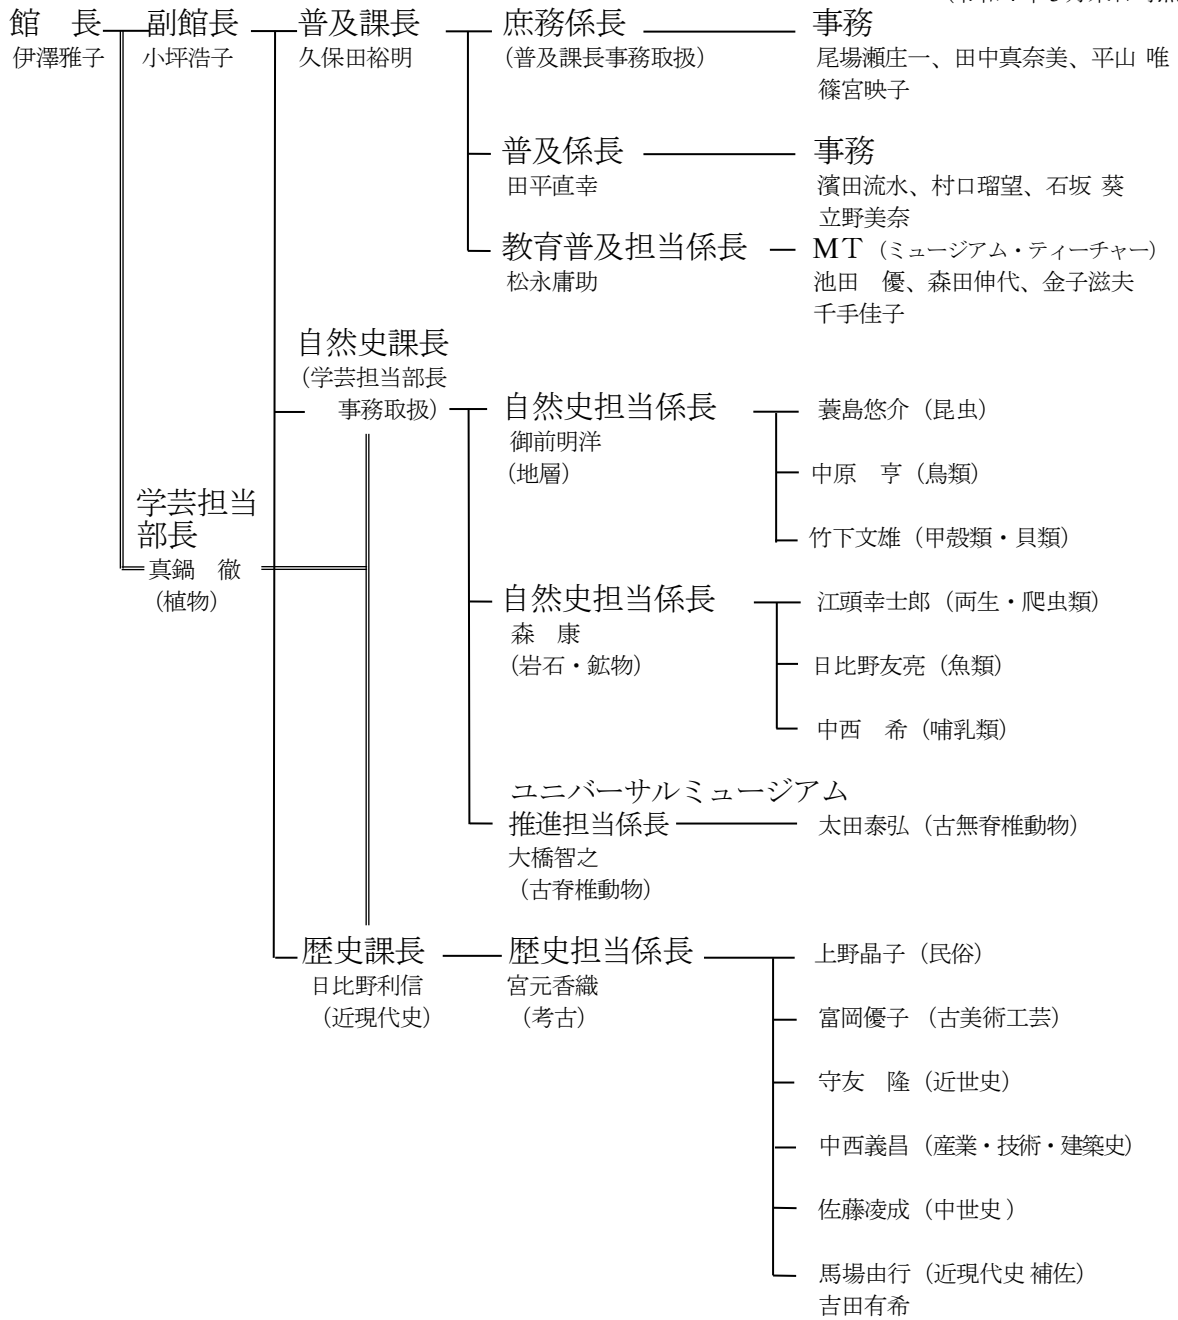 館　長
伊澤雅子
副館長
小坪浩子
普及課長
久保田裕明
庶務係長
（普及課長事務取扱）
事務
尾場瀬庄一、田中真奈美、平山 唯
篠宮映子
普及係長
田平直幸
事務
濱田流水、村口瑠望、石坂 葵
立野美奈
教育普及担当係長
松永庸助
MT（ミュージアム・ティーチャー）
池田　優、森田伸代、金子滋夫
千手佳子
学芸担当
部長
真鍋　徹
（植物）
自然史課長
（学芸担当部長
事務取扱）
自然史担当係長
御前明洋
（地層）
蓑島悠介（昆虫）
中原　亨（鳥類）
竹下文雄（甲殻類・貝類）
自然史担当係長
森　康
（岩石・鉱物）
江頭幸士郎（両生・爬虫類）
日比野友亮（魚類）
中西　希（哺乳類）
ユニバーサルミュージアム
推進担当係長
大橋智之
（古脊椎動物）
太田泰弘（古無脊椎動物）
歴史課長
日比野利信
（近現代史）
歴史担当係長
宮元香織
（考古）
上野晶子（民俗）
富岡優子（古美術工芸）
守友　隆（近世史）
中西義昌（産業・技術・建築史）
佐藤凌成（中世史）
馬場由行（近現代史 補佐）
吉田有希